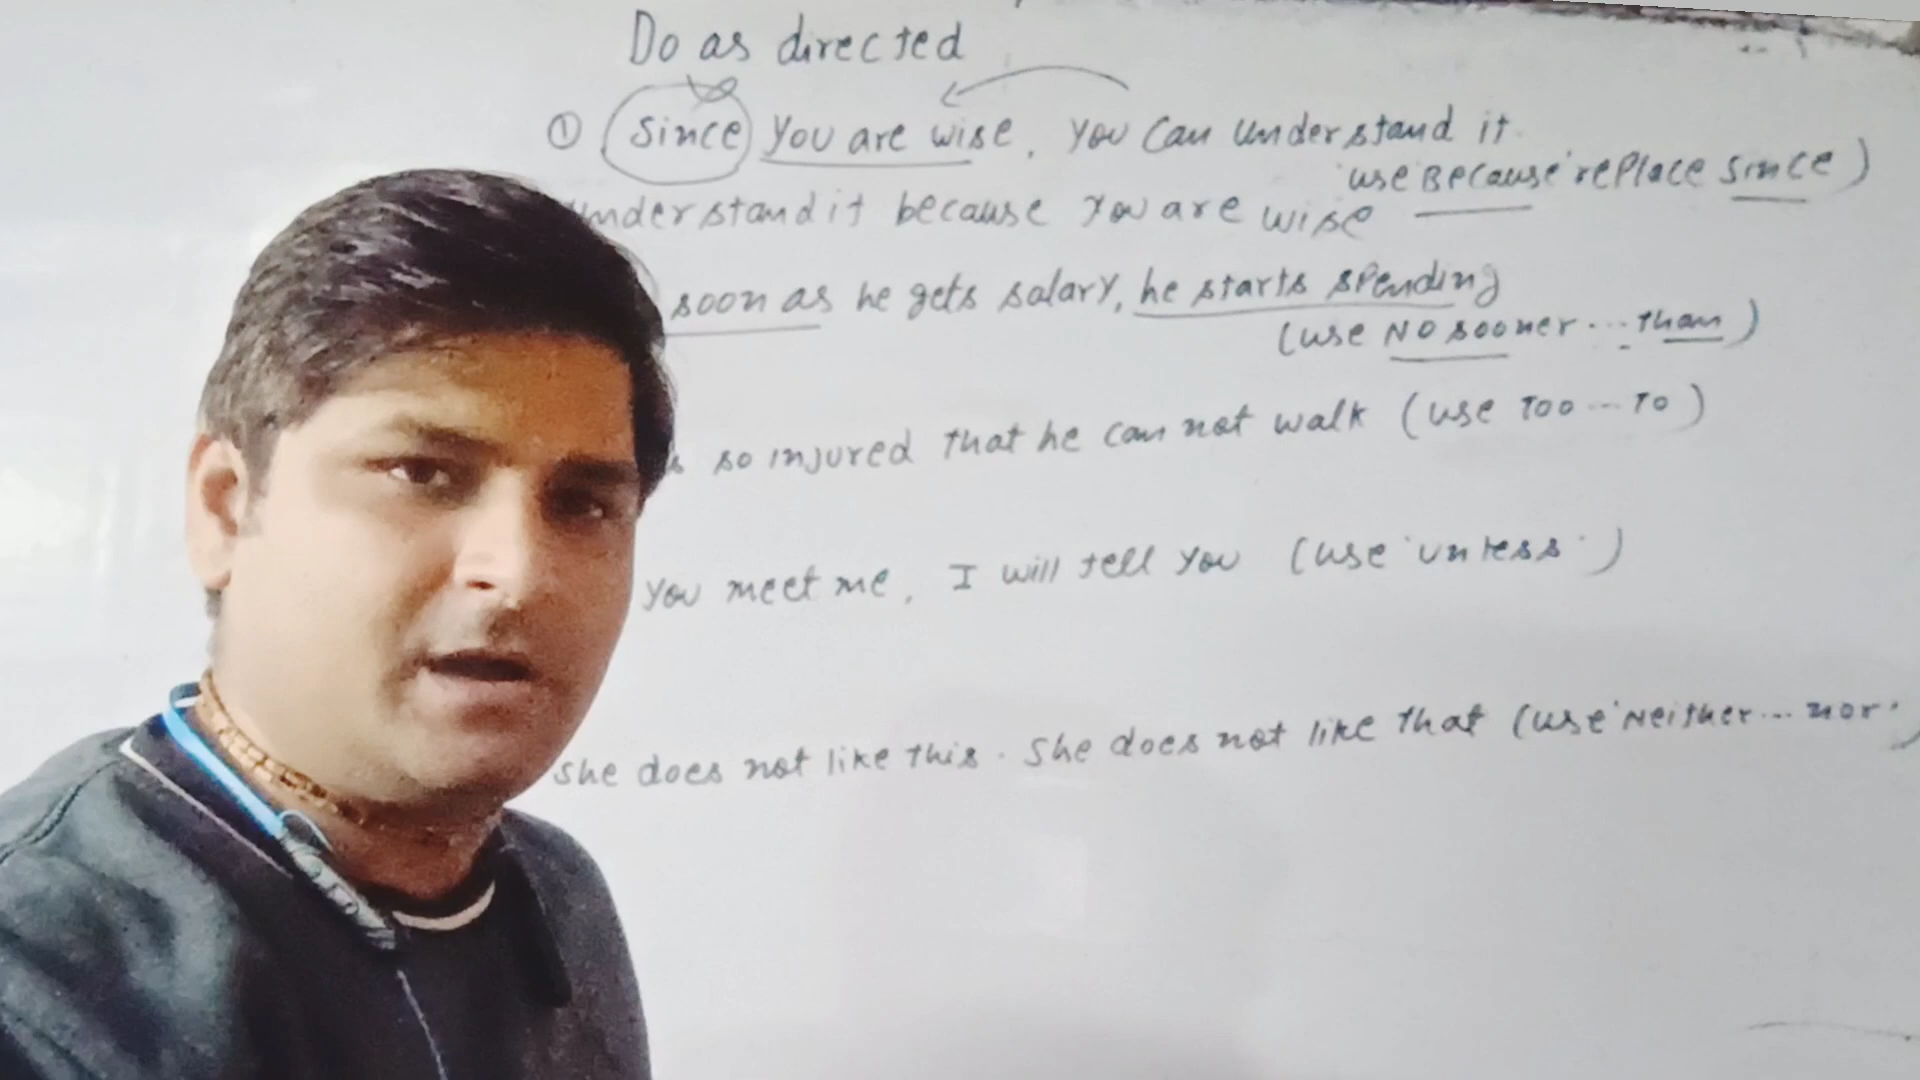 Do as directed
① Since you are wise, you can understand it.
use 'Because' replace since)
understand it because you are wise
soon as he gets salary, he starts spending
(use No sooner...than)
so injured that he can not walk (use Too...To)
you meet me, I will tell you (use 'unless')
she does not like this. She does not like that (use 'Neither...nor')